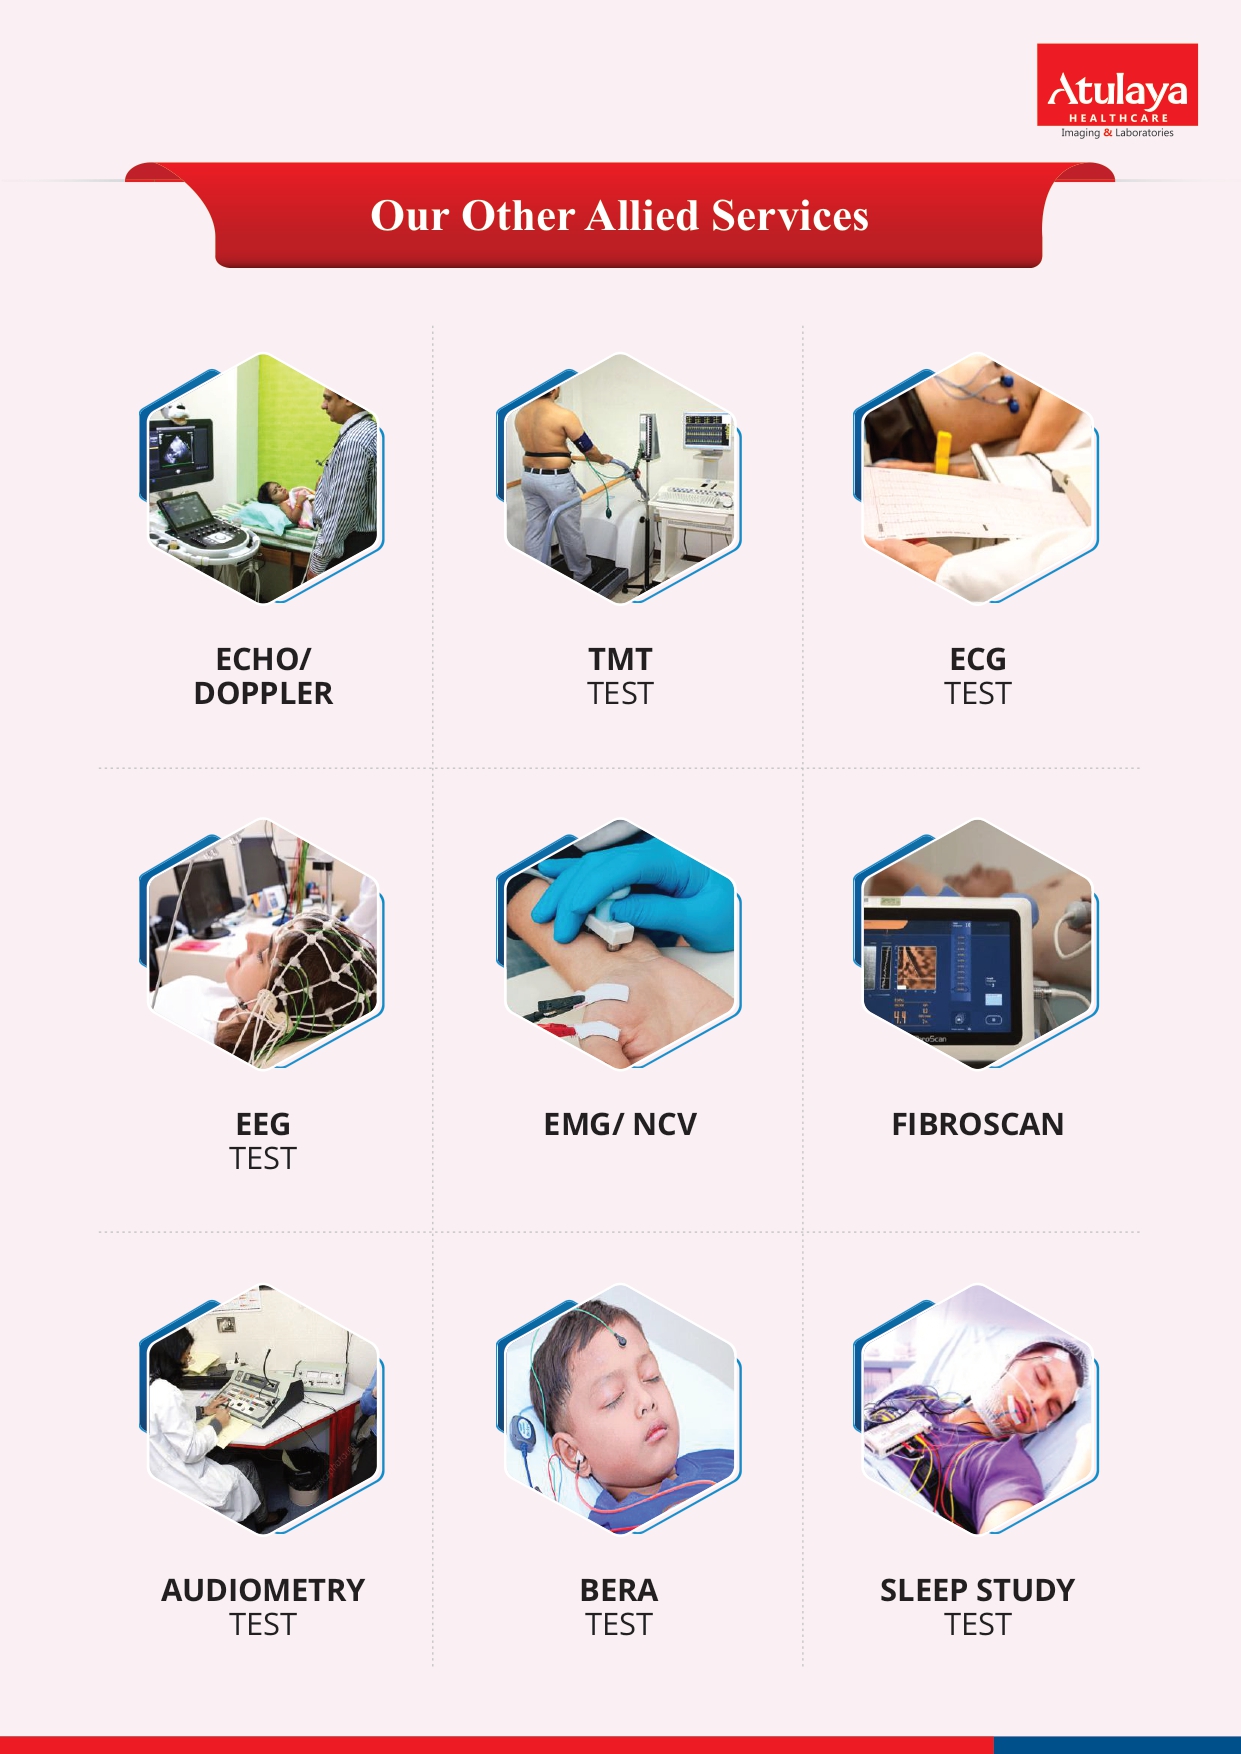 Atulaya
HEALTHCARE
Imaging & Laboratories
Our Other Allied Services
ECHO/
DOPPLER
TMT
TEST
ECG
TEST
EEG
TEST
EMG/ NCV
FIBROSCAN
AUDIOMETRY
TEST
BERA
TEST
SLEEP STUDY
TEST